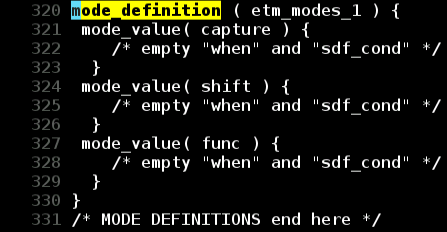 320 mode_definition ( etm_modes_1 ) {
321  mode_value( capture ) {
322    /* empty "when" and "sdf_cond" */
323  }
324  mode_value( shift ) {
325    /* empty "when" and "sdf_cond" */
326  }
327  mode_value( func ) {
328    /* empty "when" and "sdf_cond" */
329  }
330 }
331 /* MODE DEFINITIONS end here */